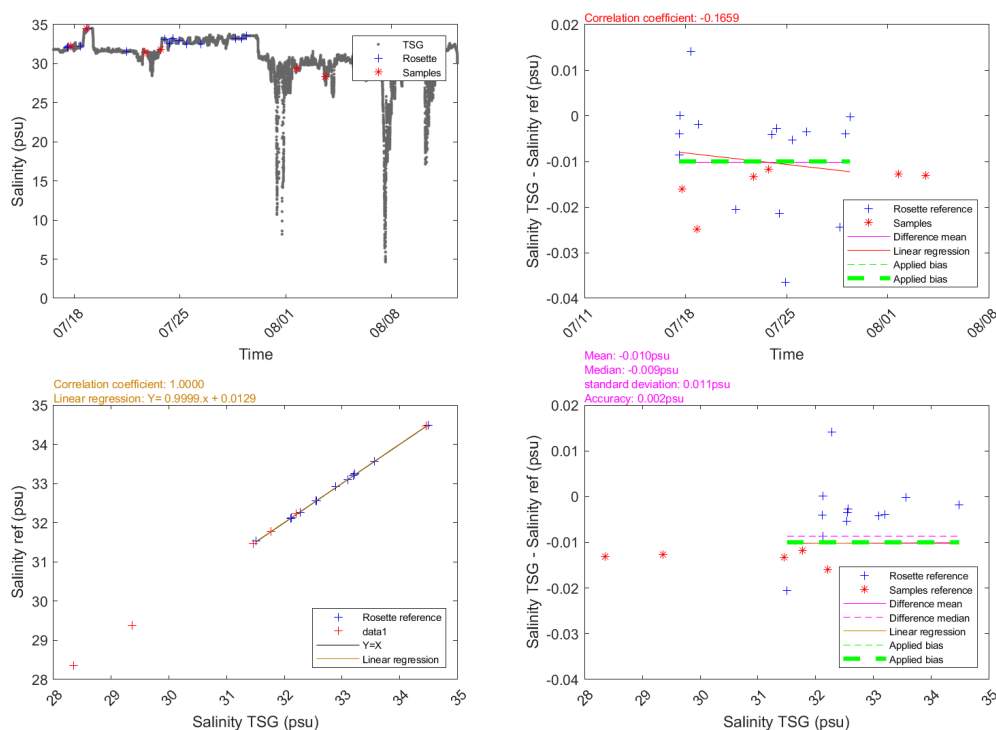 35
30
25
20
15
10
5
0
Salinity (psu)
07/18
07/25
08/01
08/08
Time
TSG
Rosette
Samples
Correlation coefficient: -0.1659
0.02
0.01
0
-0.01
-0.02
-0.03
-0.04
Salinity TSG - Salinity ref (psu)
07/11
07/18
07/25
08/01
08/08
Time
Rosette reference
Samples
Difference mean
Linear regression
Applied bias
Applied bias
Correlation coefficient: 1.0000
Linear regression: Y= 0.9999.x + 0.0129
35
34
33
32
31
30
29
28
Salinity ref (psu)
28
29
30
31
32
33
34
35
Salinity TSG (psu)
Rosette reference
data1
Y=X
Linear regression
Mean: -0.010psu
Median: -0.009psu
standard deviation: 0.011psu
Accuracy: 0.002psu
0.02
0.01
0
-0.01
-0.02
-0.03
-0.04
Salinity TSG - Salinity ref (psu)
28
29
30
31
32
33
34
35
Salinity TSG (psu)
Rosette reference
Samples reference
Difference mean
Difference median
Linear regression
Applied bias
Applied bias